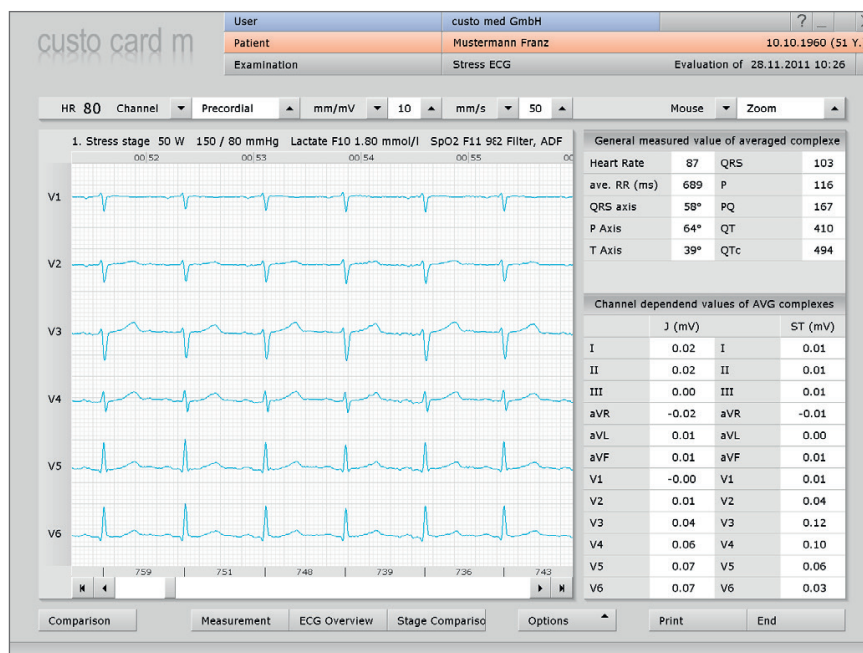 custo card m
User custo med GmbH ? _
Patient Mustermann Franz 10.10.1960 (51 Y.
Examination Stress ECG Evaluation of 28.11.2011 10:26
HR 80 Channel Precordial mm/mV 10 mm/s 50 Mouse Zoom
1. Stress stage 50 W 150 / 80 mmHg Lactate F10 1.80 mmol/l SpO2 F11 982 Filter, ADF
00:52 00:53 00:54 00:55 00
V1
V2
V3
V4
V5
V6
759 751 748 739 736 743
General measured value of averaged complexe
Heart Rate 87 QRS 103
ave. RR (ms) 689 P 116
QRS axis 58° PQ 167
P Axis 64° QT 410
T Axis 39° QTc 494
Channel dependend values of AVG complexes
J (mV) ST (mV)
I 0.02 I 0.01
II 0.02 II 0.01
III 0.00 III 0.01
aVR -0.02 aVR -0.01
aVL 0.01 aVL 0.00
aVF 0.01 aVF 0.01
V1 -0.00 V1 0.01
V2 0.01 V2 0.04
V3 0.04 V3 0.12
V4 0.06 V4 0.10
V5 0.07 V5 0.06
V6 0.07 V6 0.03
Comparison Measurement ECG Overview Stage Compariso Options Print End